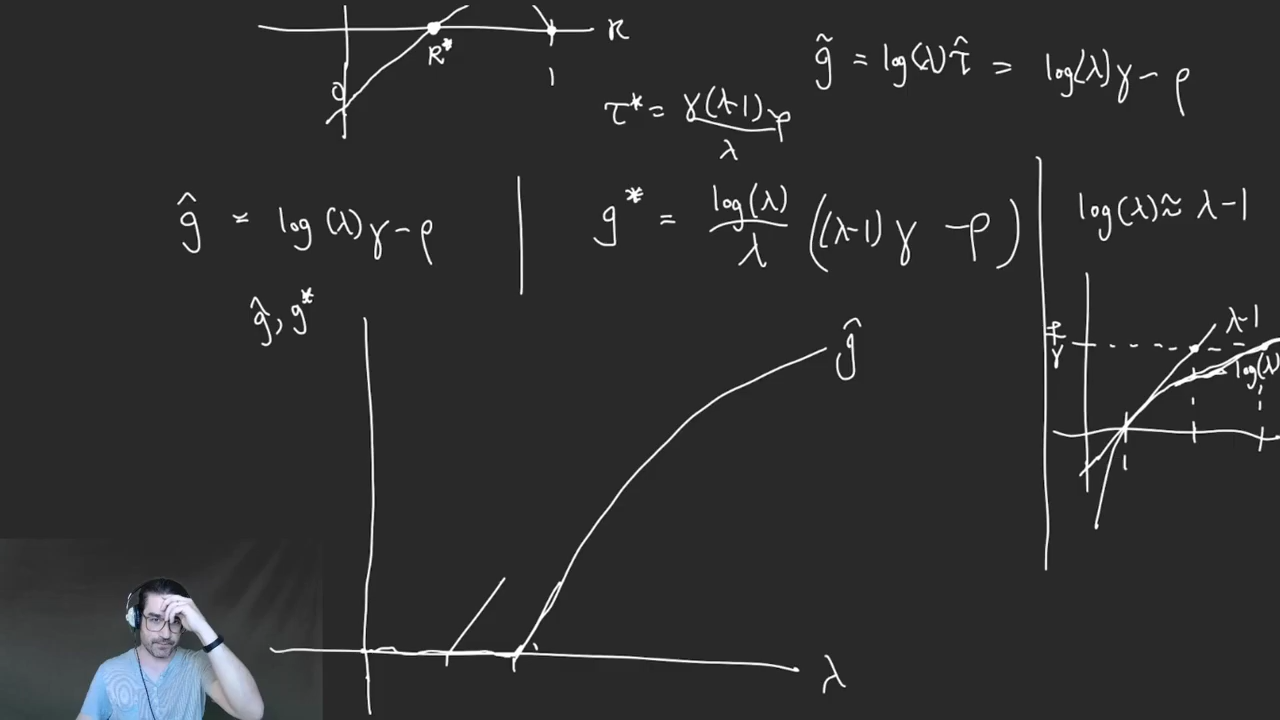 R
R*
0
1
g̃ = log(λ)τ̂ = log(λ)γ - ρ
τ* = γ(λ-1)-ρ / λ
ĝ = log(λ)γ-ρ
g* = log(λ)/λ ((λ-1)γ -ρ)
log(λ)≈ λ-1
ĝ, g*
ĝ
λ
λ-1
ρ/γ
log(λ)
1